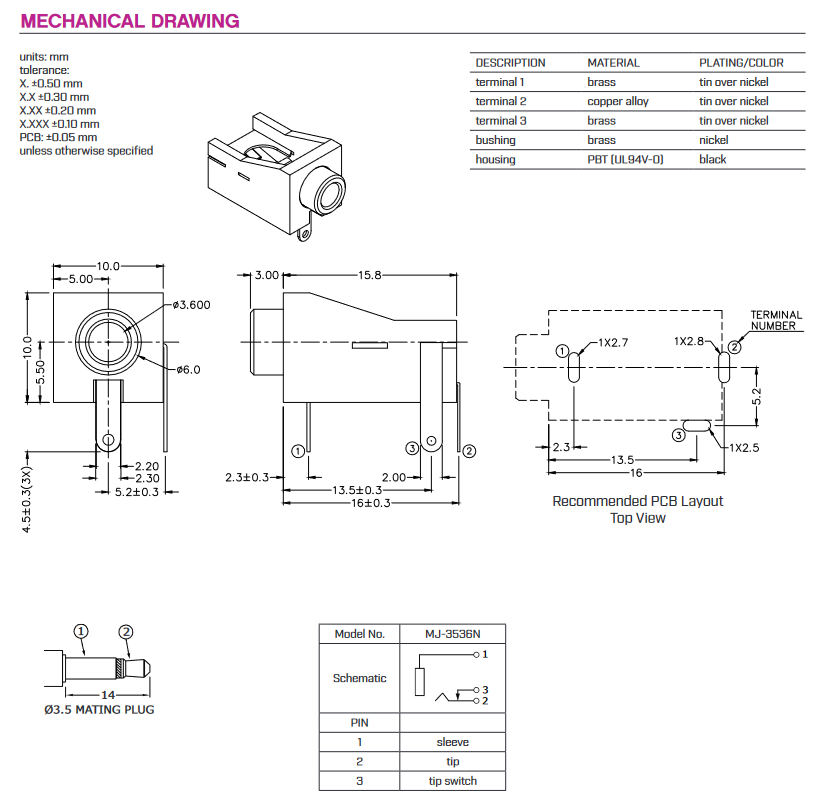 MECHANICAL DRAWING
units: mm
tolerance:
X. ±0.50 mm
X.X ±0.30 mm
X.XX ±0.20 mm
X.XXX ±0.10 mm
PCB: ±0.05 mm
unless otherwise specified
DESCRIPTION MATERIAL PLATING/COLOR
terminal 1 brass tin over nickel
terminal 2 copper alloy tin over nickel
terminal 3 brass tin over nickel
bushing brass nickel
housing PBT (UL94V-0) black
10.0
5.00
ø3.600
ø6.0
10.0
5.50
4.5±0.3(3X)
2.20
2.30
5.2±0.3
3.00
15.8
1
3
2
2.3±0.3
2.00
13.5±0.3
16±0.3
TERMINAL
NUMBER
1
1X2.7
1X2.8
2
5.2
3
1X2.5
2.3
13.5
16
Recommended PCB Layout
Top View
1
2
14
Ø3.5 MATING PLUG
Model No. MJ-3536N
Schematic
1
3
2
PIN
1 sleeve
2 tip
3 tip switch